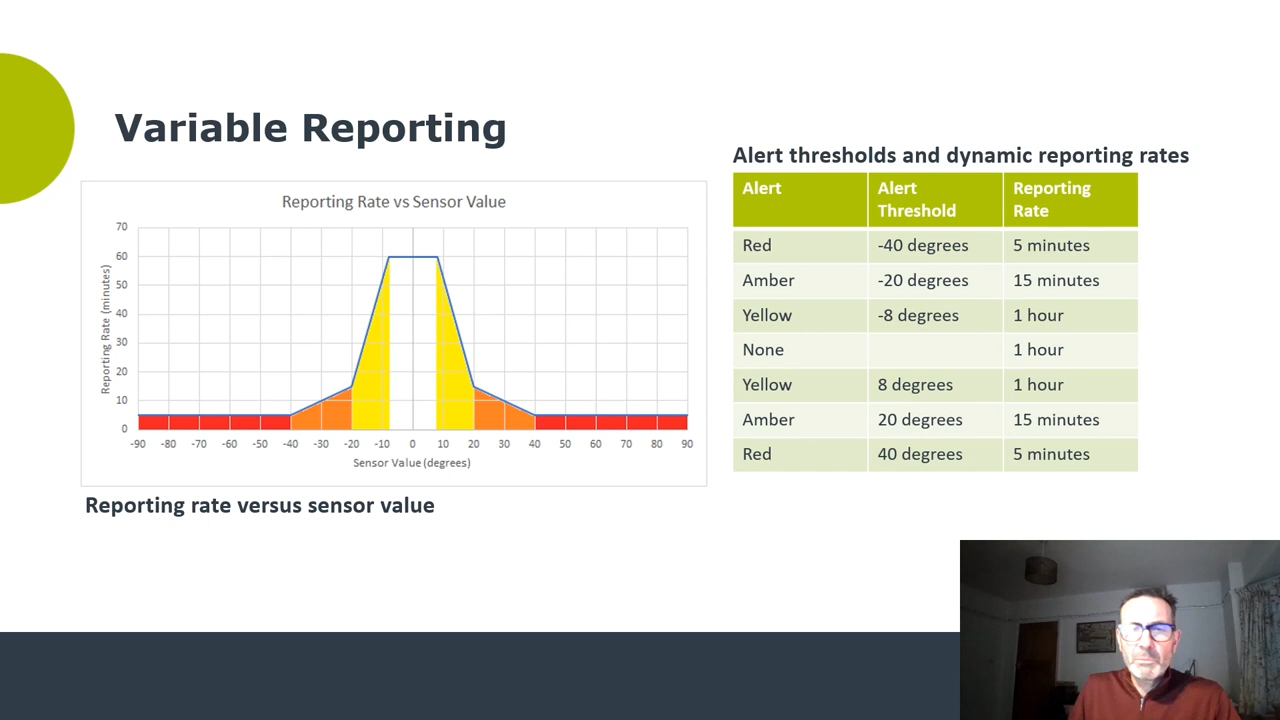 Variable Reporting
Reporting Rate vs Sensor Value
Reporting Rate (minutes)
70
60
50
40
30
20
10
0
-90 -80 -70 -60 -50 -40 -30 -20 -10 0 10 20 30 40 50 60 70 80 90
Sensor Value (degrees)
Reporting rate versus sensor value
Alert thresholds and dynamic reporting rates
Alert Alert Threshold Reporting Rate
Red -40 degrees 5 minutes
Amber -20 degrees 15 minutes
Yellow -8 degrees 1 hour
None 1 hour
Yellow 8 degrees 1 hour
Amber 20 degrees 15 minutes
Red 40 degrees 5 minutes